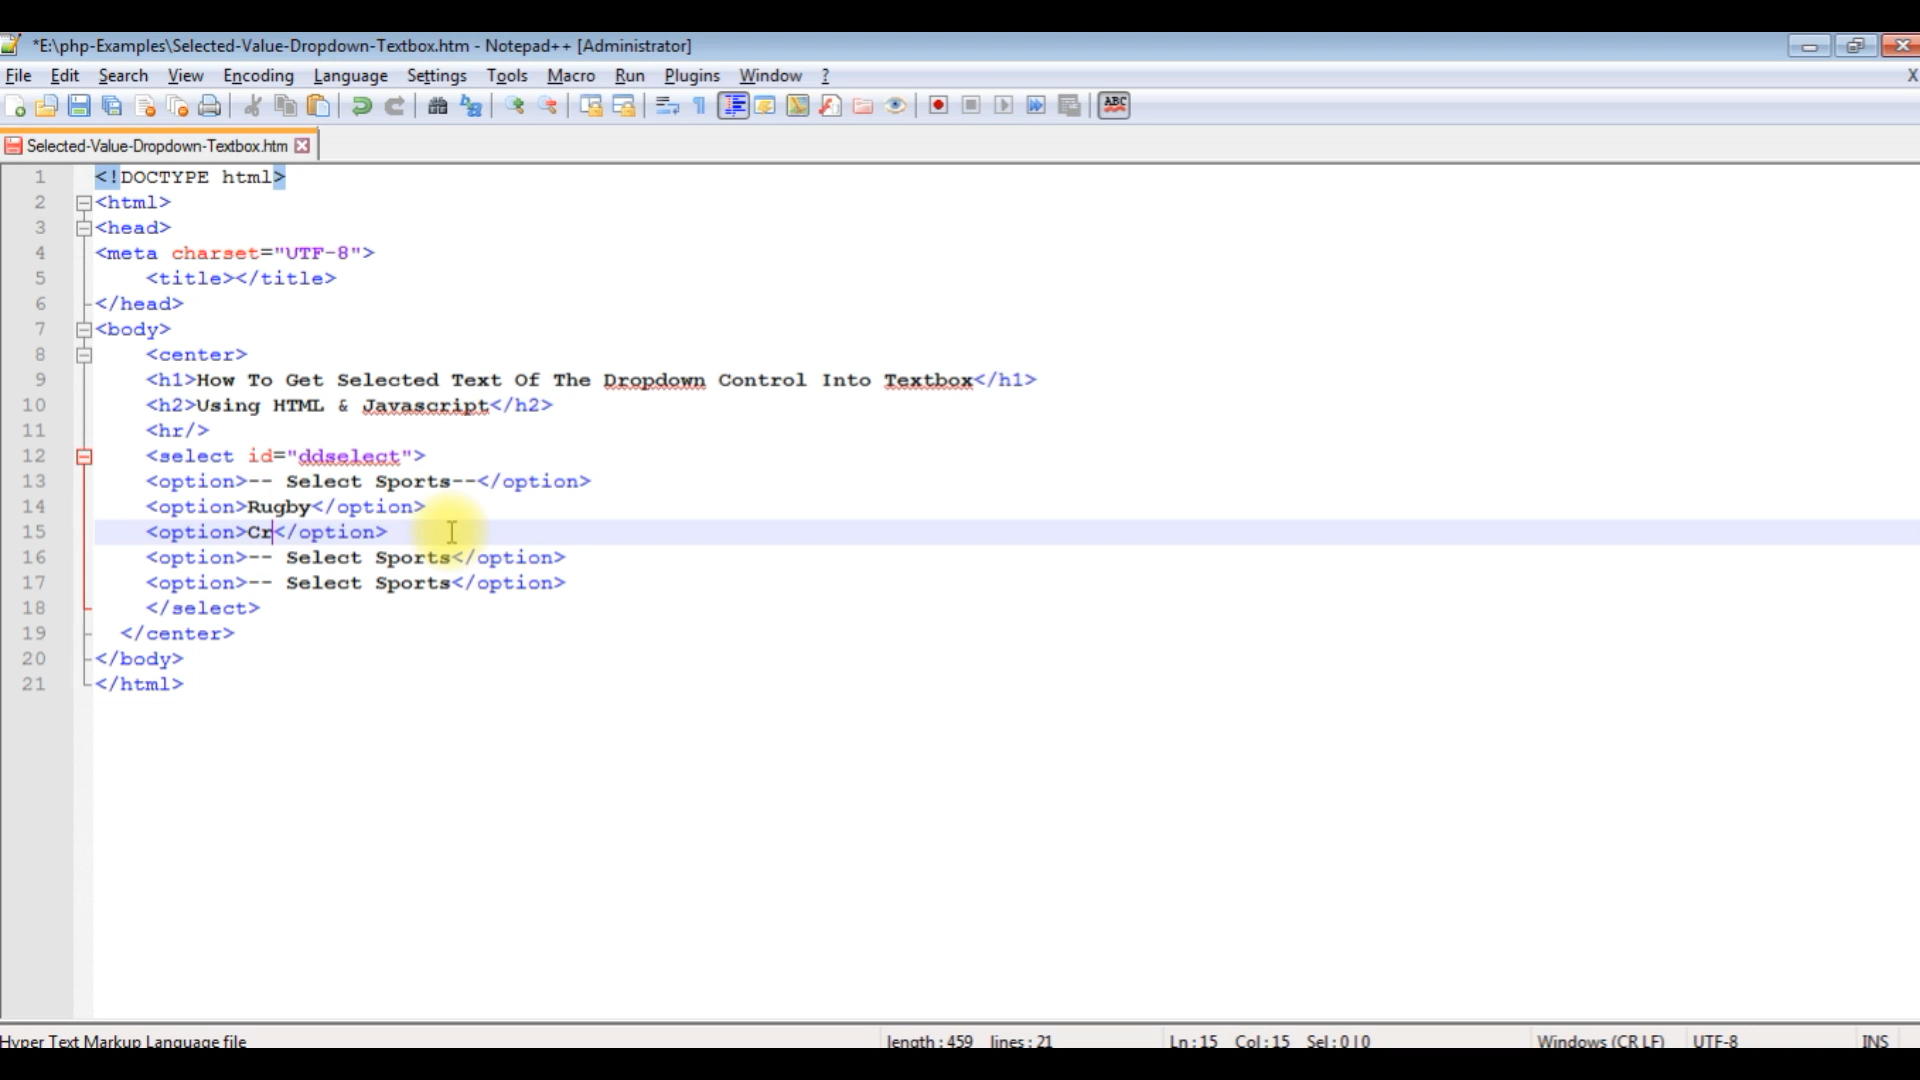 *E:\php-Examples\Selected-Value-Dropdown-Textbox.htm - Notepad++ [Administrator]
File Edit Search View Encoding Language Settings Tools Macro Run Plugins Window ? X
ABC
Selected-Value-Dropdown-Textbox.htm
1 <!DOCTYPE html>
2 <html>
3 <head>
4 <meta charset="UTF-8">
5 <title></title>
6 </head>
7 <body>
8 <center>
9 <h1>How To Get Selected Text Of The Dropdown Control Into Textbox</h1>
10 <h2>Using HTML & Javascript</h2>
11 <hr/>
12 <select id="ddselect">
13 <option>-- Select Sports--</option>
14 <option>Rugby</option>
15 <option>Cr</option>
16 <option>-- Select Sports</option>
17 <option>-- Select Sports</option>
18 </select>
19 </center>
20 </body>
21 </html>
Hyper Text Markup Language file length : 459 lines : 21 Ln : 15 Col : 15 Sel : 0 | 0 Windows (CR LF) UTF-8 INS